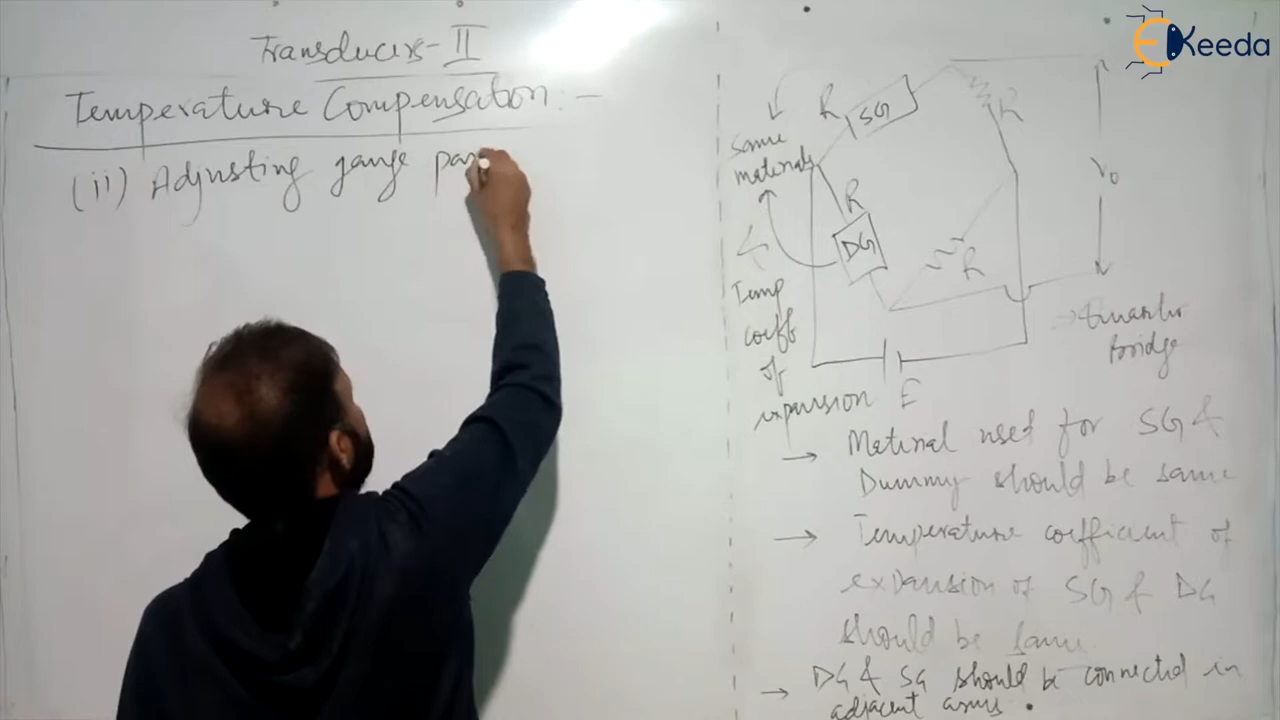 Transducers - II
Temperature Compensation : -
(ii) Adjusting gauge pa
Keeda
R
SG
R
Same
materials
R
DG
R
Vo
Temp
coeff
of
expansion
E
Quarter
bridge
→ Material used for SG &
Dummy should be same
→ Temperature coefficient of
expansion of SG & DG
should be same
→ DG & SG should be connected in
adjacent arms .